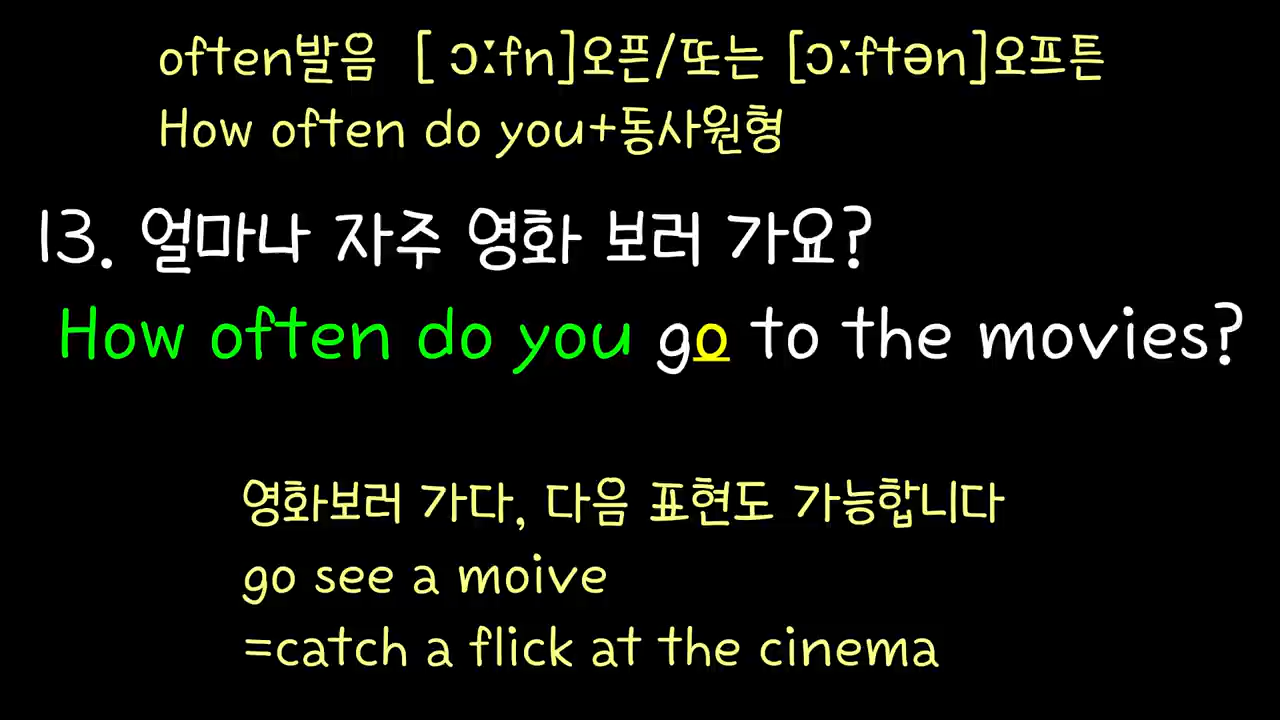 often발음 [ ɔːfn]오픈/또는 [ɔːftən]오프튼
How often do you+동사원형
13. 얼마나 자주 영화 보러 가요?
How often do you go to the movies?
영화보러 가다, 다음 표현도 가능합니다
go see a moive
=catch a flick at the cinema